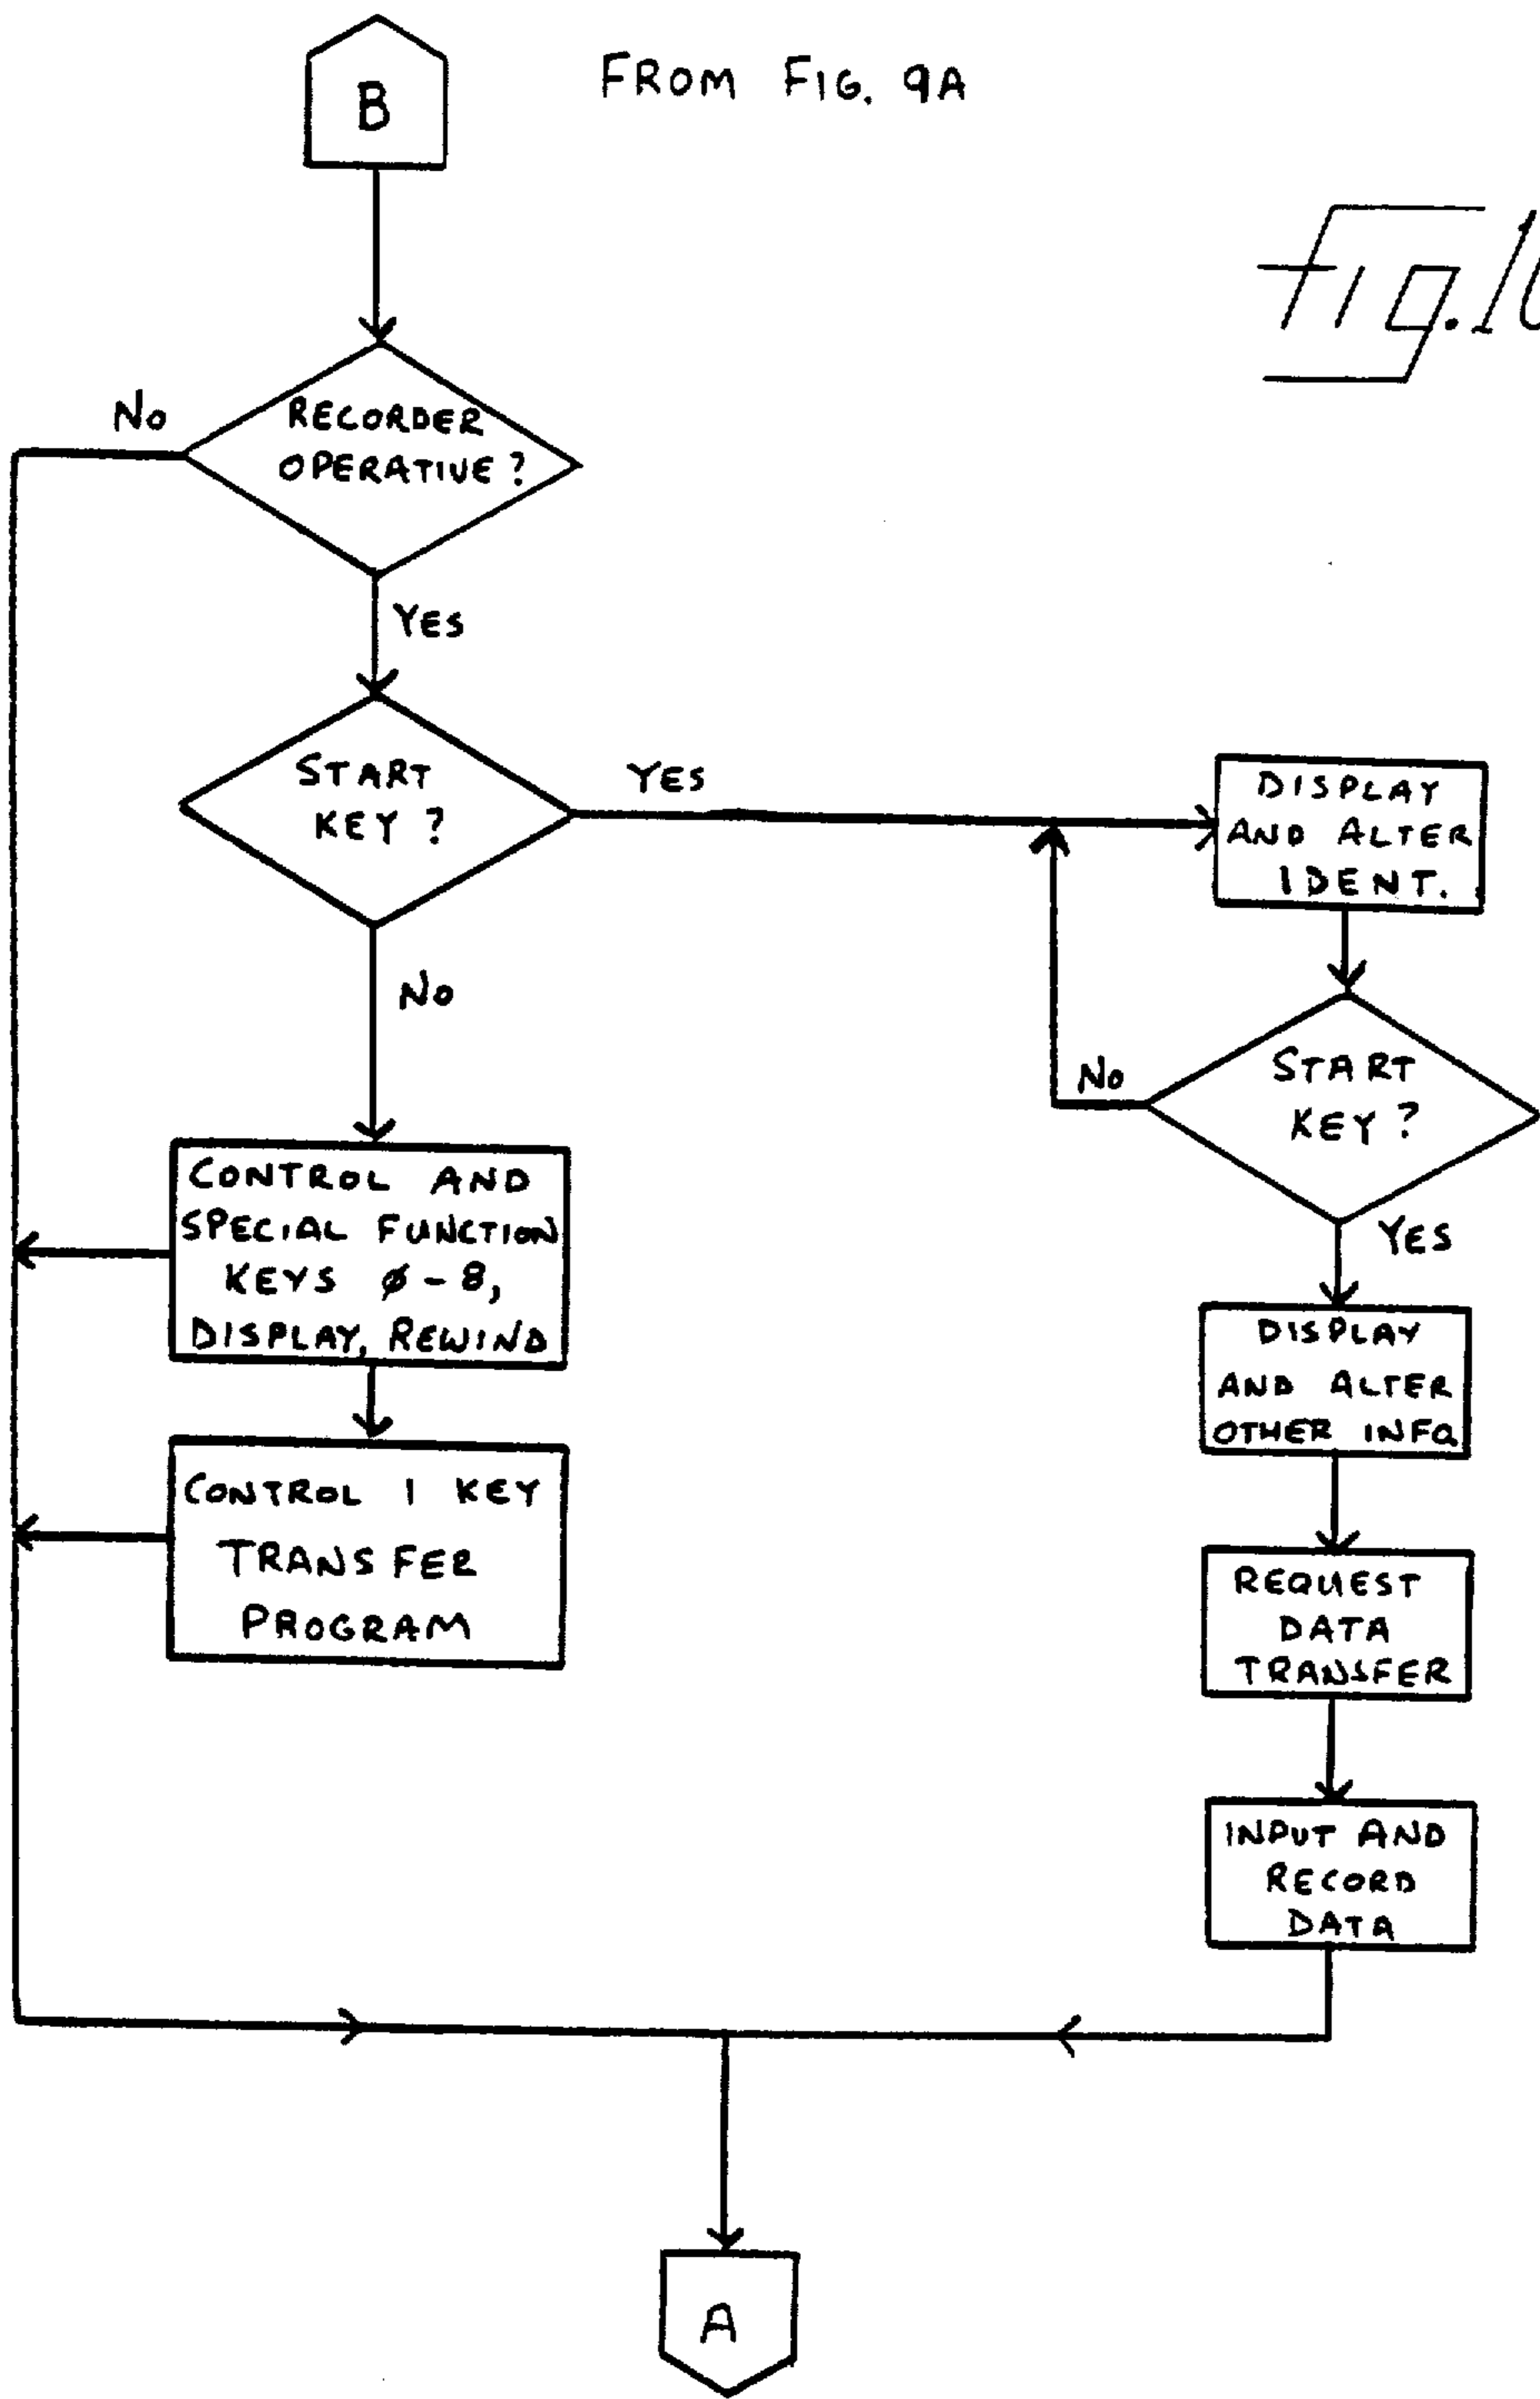 B
FROM FIG. 9A
Fig. 10
No
RECORDER
OPERATIVE?
YES
START
KEY?
YES
DISPLAY
AND ALTER
IDENT.
No
No
START
KEY?
CONTROL AND
SPECIAL FUNCTION
KEYS Ø-8,
DISPLAY, REWIND
YES
DISPLAY
AND ALTER
OTHER INFO.
CONTROL 1 KEY
TRANSFER
PROGRAM
REQUEST
DATA
TRANSFER
INPUT AND
RECORD
DATA
A